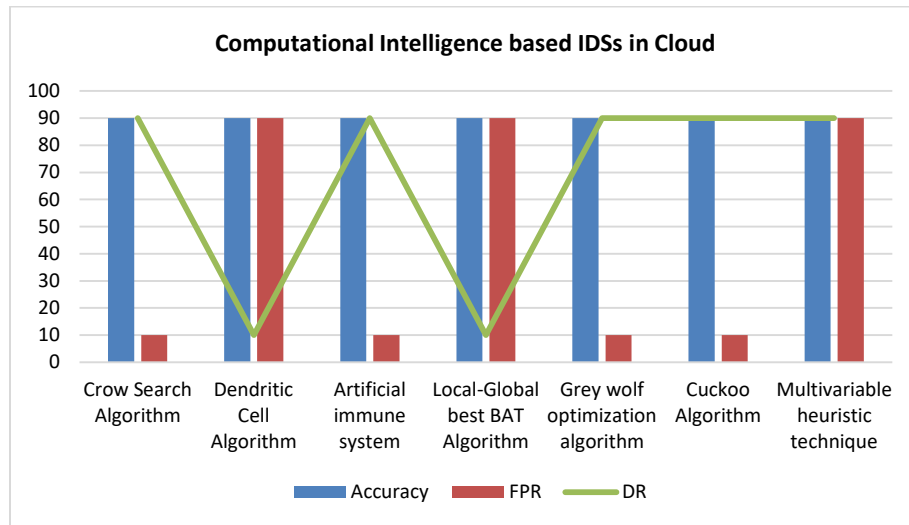 Computational Intelligence based IDSs in Cloud
100
90
80
70
60
50
40
30
20
10
0
Crow Search
Algorithm
Dendritic
Cell
Algorithm
Artificial
immune
system
Local-Global
best BAT
Algorithm
Grey wolf
optimization
algorithm
Cuckoo
Algorithm
Multivariable
heuristic
technique
Accuracy
FPR
DR